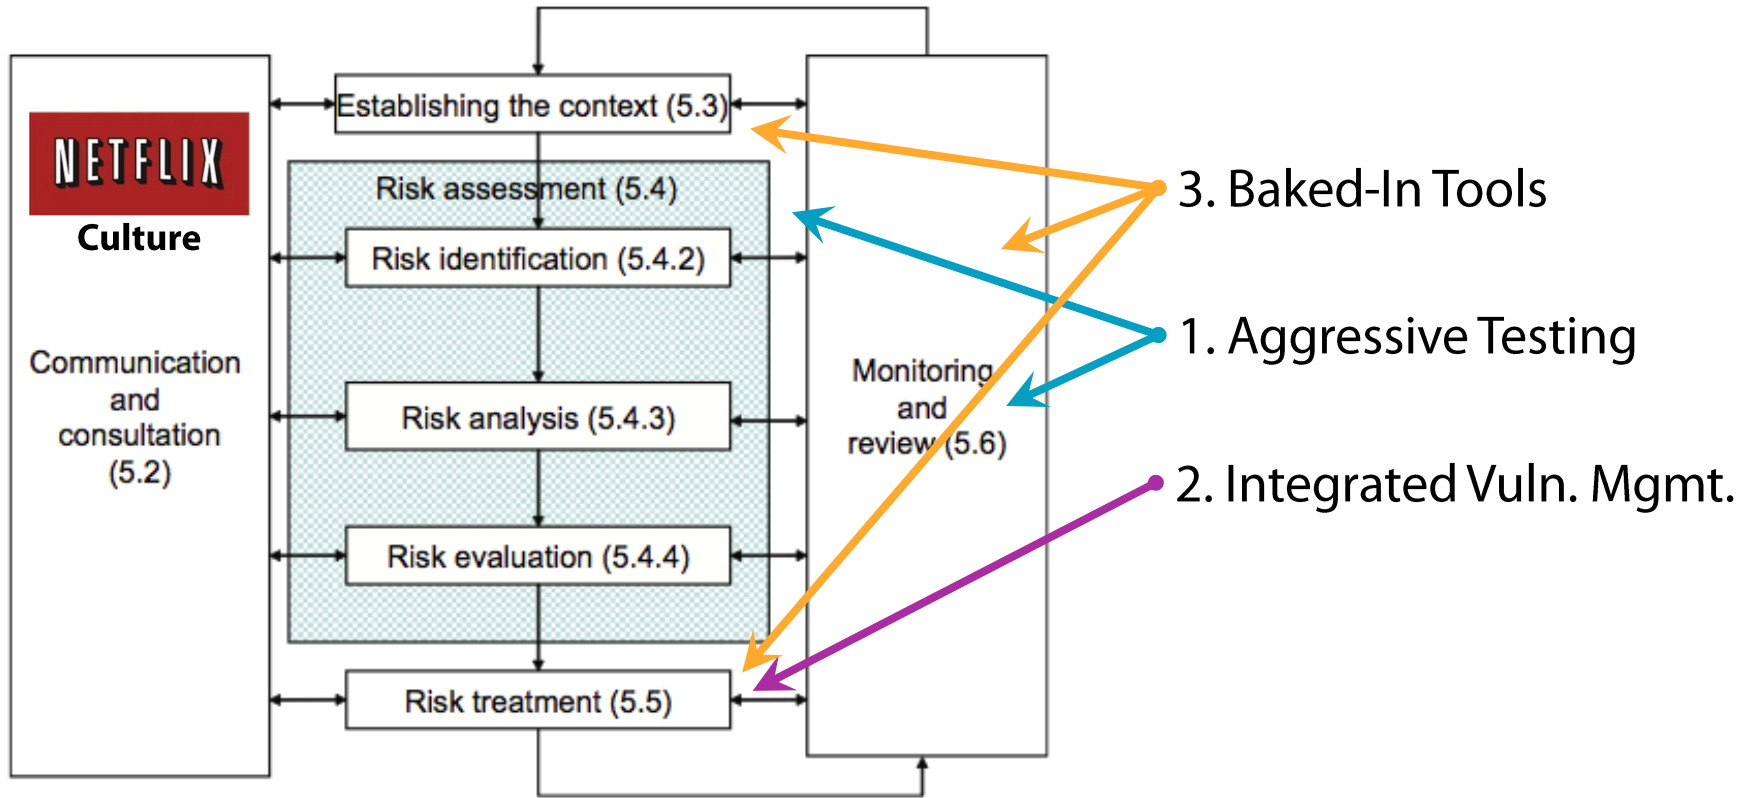 NETFLIX
Culture
Communication
and
consultation
(5.2)
Establishing the context (5.3)
Risk assessment (5.4)
Risk identification (5.4.2)
Risk analysis (5.4.3)
Risk evaluation (5.4.4)
Risk treatment (5.5)
Monitoring
and
review (5.6)
3. Baked-In Tools
1. Aggressive Testing
2. Integrated Vuln. Mgmt.